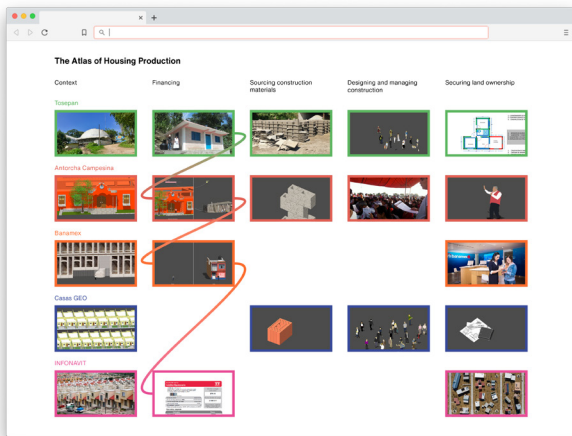 The Atlas of Housing Production
Context
Financing
Sourcing construction
materials
Designing and managing
construction
Securing land ownership
Tosepan
Antorcha Campesina
Banamex
Casas GEO
INFONAVIT